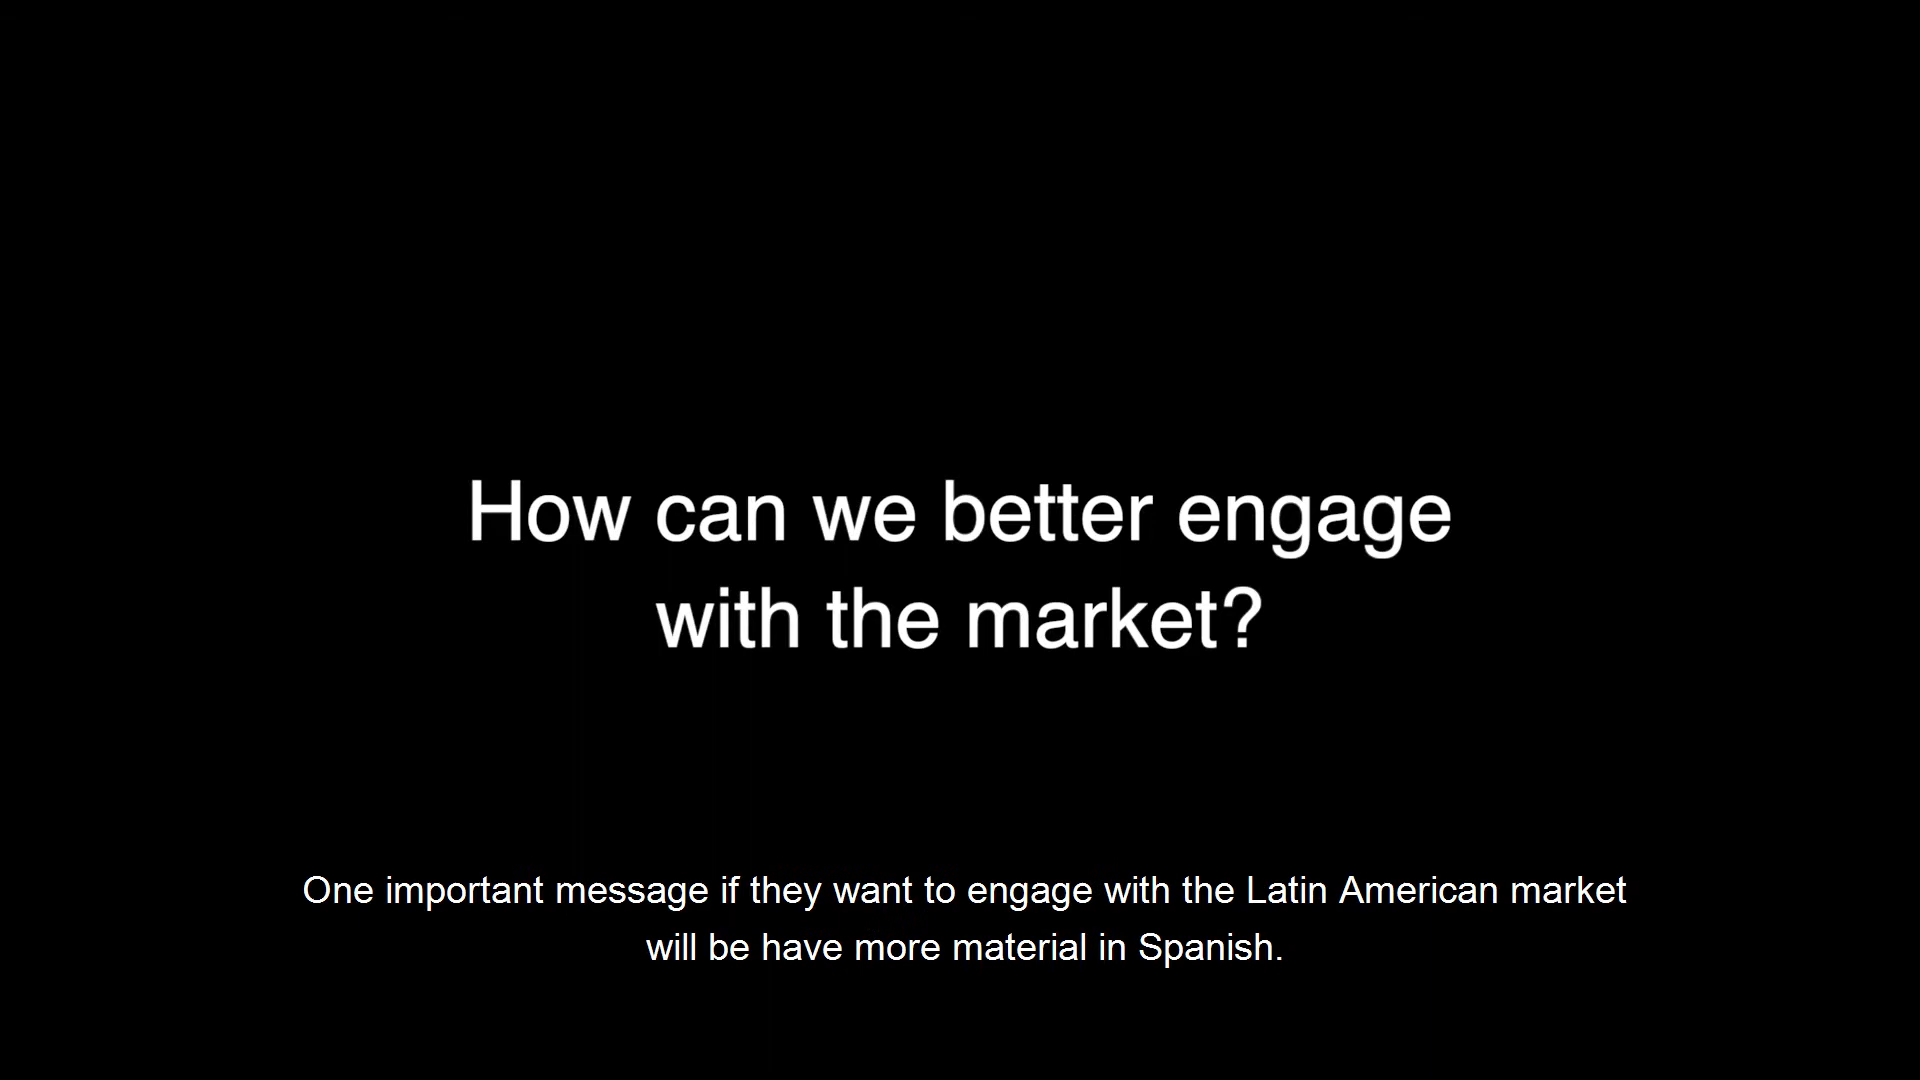 How can we better engage
with the market?
One important message if they want to engage with the Latin American market
will be have more material in Spanish.